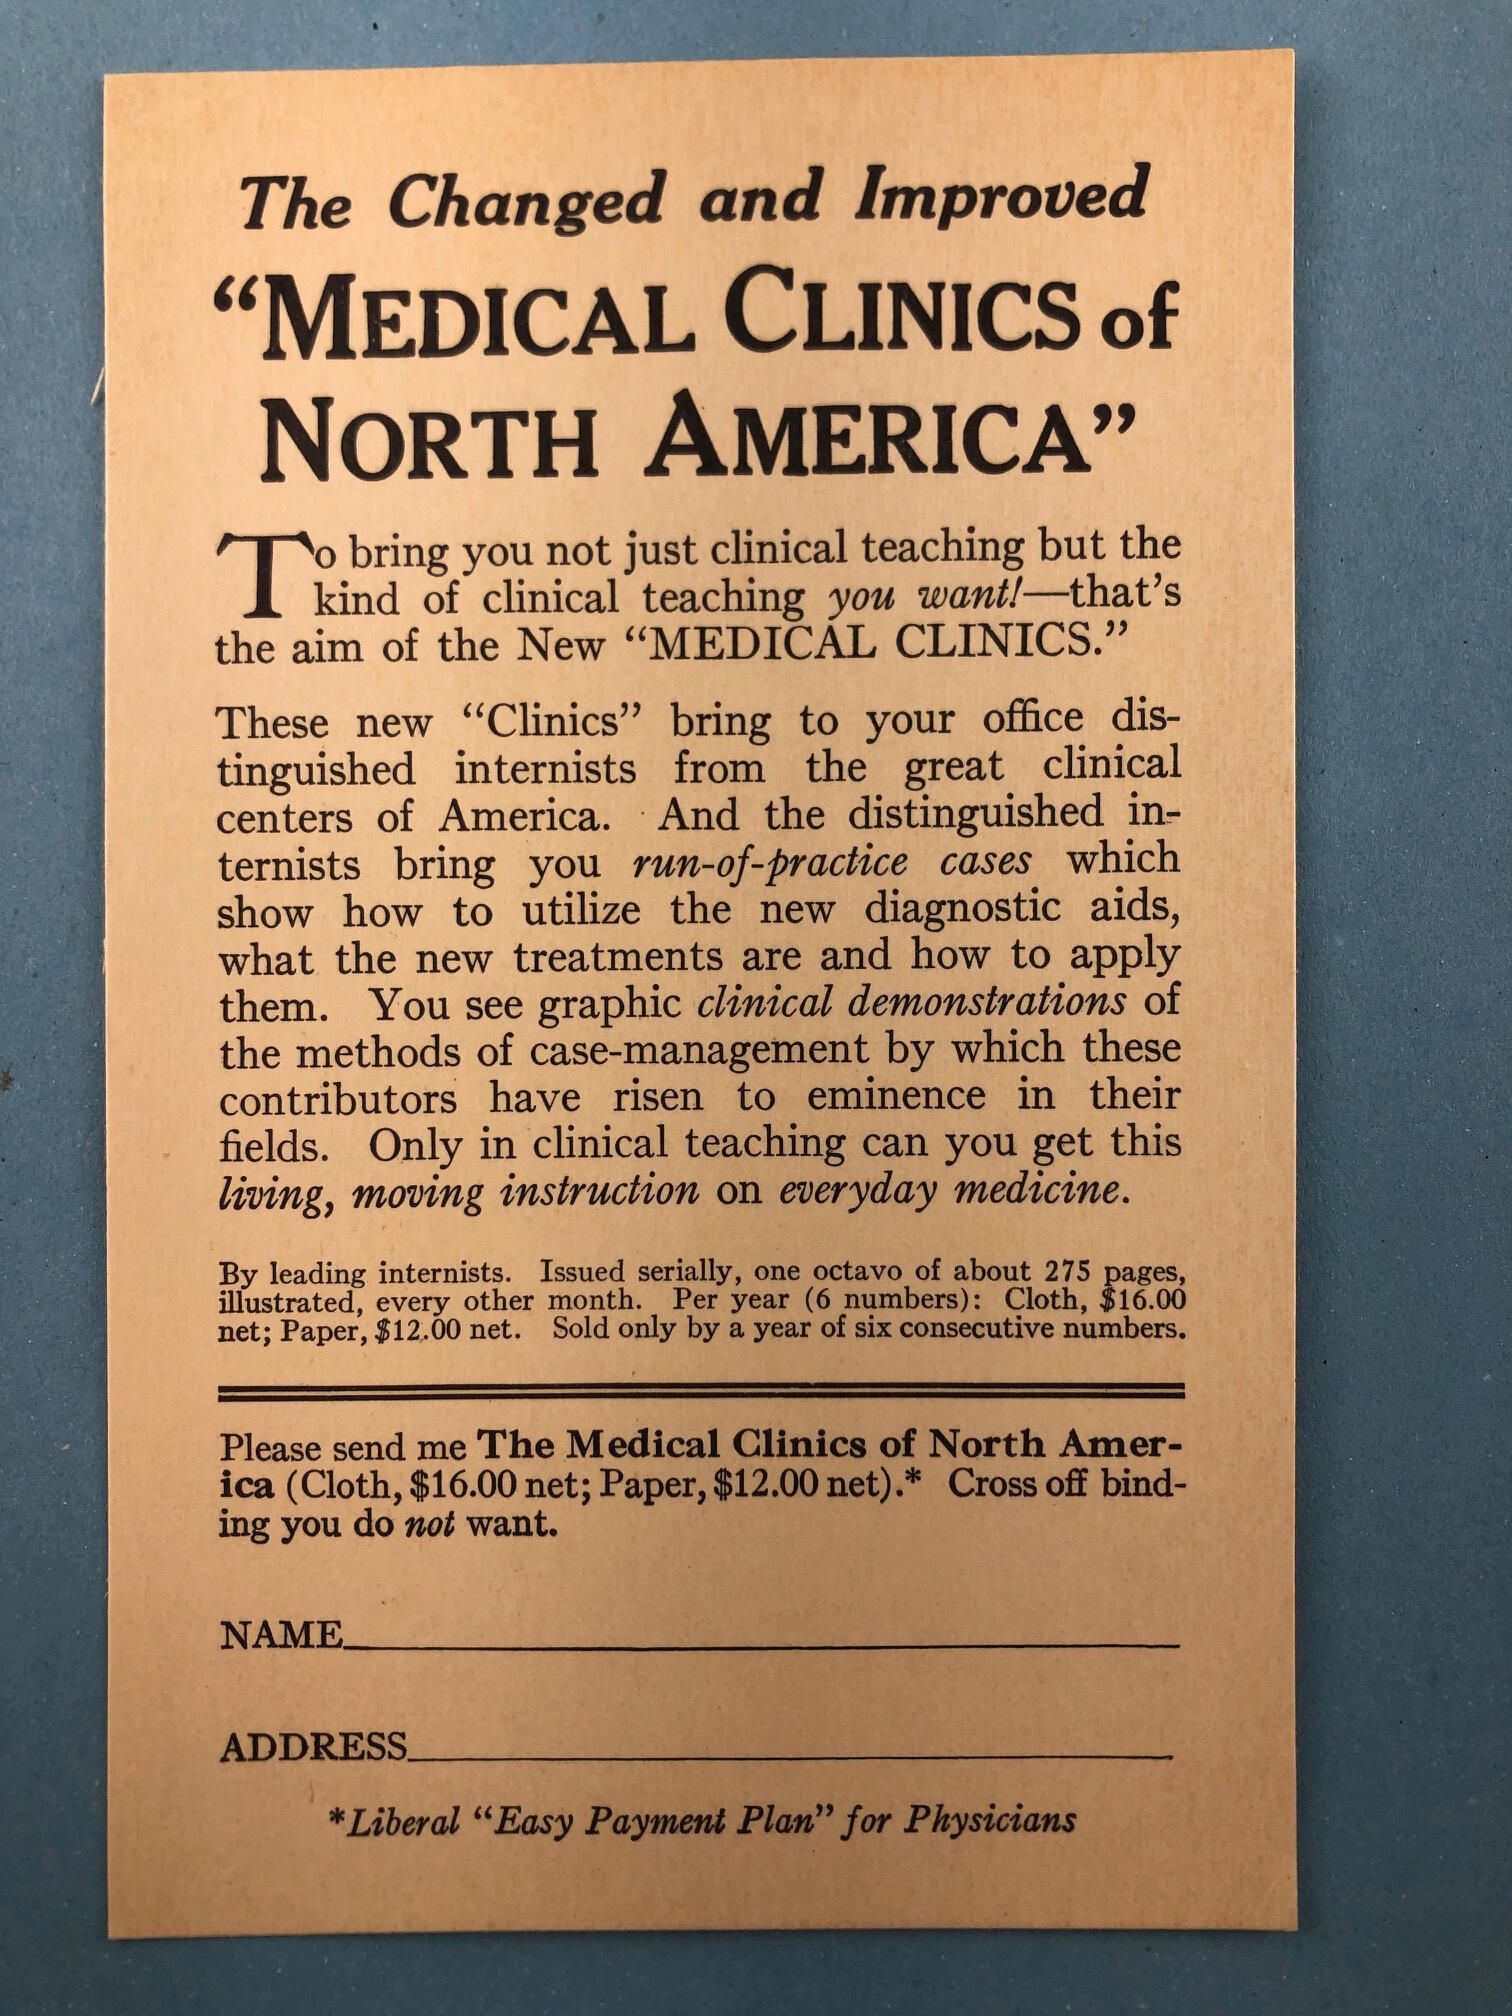 The Changed and Improved
“MEDICAL CLINICS of
NORTH AMERICA”
To bring you not just clinical teaching but the
kind of clinical teaching you want!—that’s
the aim of the New “MEDICAL CLINICS.”
These new “Clinics” bring to your office dis-
tinguished internists from the great clinical
centers of America. And the distinguished in-
ternists bring you run-of-practice cases which
show how to utilize the new diagnostic aids,
what the new treatments are and how to apply
them. You see graphic clinical demonstrations of
the methods of case-management by which these
contributors have risen to eminence in their
fields. Only in clinical teaching can you get this
living, moving instruction on everyday medicine.
By leading internists. Issued serially, one octavo of about 275 pages,
illustrated, every other month. Per year (6 numbers): Cloth, $16.00
net; Paper, $12.00 net. Sold only by a year of six consecutive numbers.
Please send me The Medical Clinics of North Amer-
ica (Cloth, $16.00 net; Paper, $12.00 net).* Cross off bind-
ing you do not want.
NAME
ADDRESS
*Liberal “Easy Payment Plan” for Physicians